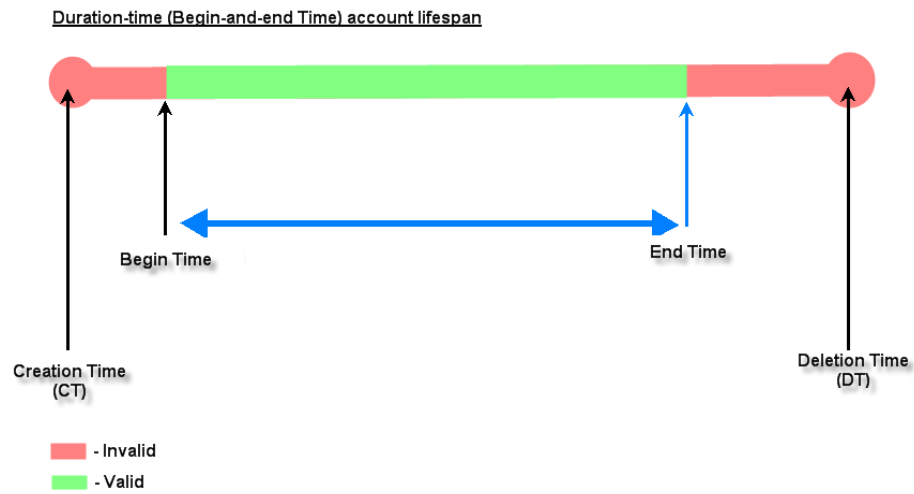 Duration-time (Begin-and-end Time) account lifespan
Begin Time
End Time
Creation Time
(CT)
Deletion Time
(DT)
- Invalid
- Valid